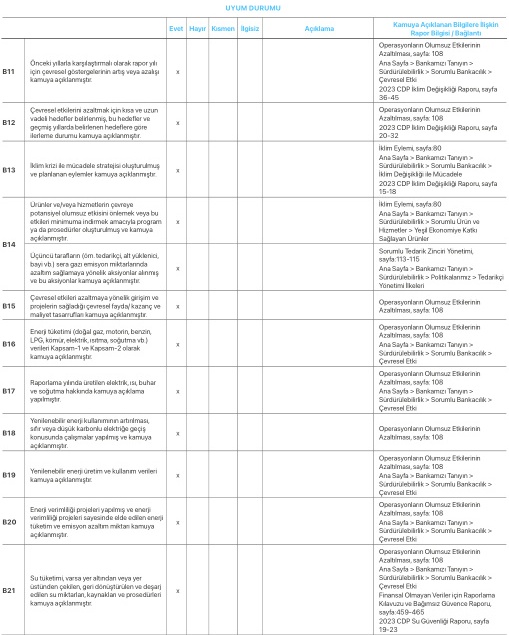 UYUM DURUMU
Evet Hayır Kısmen İlgisiz Açıklama Kamuya Açıklanan Bilgilere İlişkin
Rapor Bilgisi / Bağlantı
B11
Önceki yıllarla karşılaştırmalı olarak rapor yılı
için çevresel göstergelerinin artış veya azalışı
kamuya açıklanmıştır.
x
Operasyonların Olumsuz Etkilerinin
Azaltılması, sayfa: 108
Ana Sayfa > Bankamızı Tanıyın >
Sürdürülebilirlik > Sorumlu Bankacılık >
Çevresel Etki
2023 CDP İklim Değişikliği Raporu, sayfa
36-45
B12
Çevresel etkilerini azaltmak için kısa ve uzun
vadeli hedefler belirlenmiş, bu hedefler ve
geçmiş yıllarda belirlenen hedeflere göre
ilerleme durumu kamuya açıklanmıştır.
x
Operasyonların Olumsuz Etkilerinin
Azaltılması, sayfa: 108
2023 CDP İklim Değişikliği Raporu, sayfa
20-32
B13
İklim krizi ile mücadele stratejisi oluşturulmuş
ve planlanan eylemler kamuya açıklanmıştır.
x
İklim Eylemi, sayfa:80
Ana Sayfa > Bankamızı Tanıyın >
Sürdürülebilirlik > Sorumlu Bankacılık >
İklim Değişikliği ile Mücadele
2023 CDP İklim Değişikliği Raporu, sayfa
15-18
B14
Ürünler ve/veya hizmetlerin çevreye
potansiyel olumsuz etkisini önlemek veya bu
etkileri minimuma indirmek amacıyla program
ya da prosedürler oluşturulmuş ve kamuya
açıklanmıştır.
x
İklim Eylemi, sayfa:80
Ana Sayfa > Bankamızı Tanıyın >
Sürdürülebilirlik > Sorumlu Ürün ve
Hizmetler > Yeşil Ekonomiye Katkı
Sağlayan Ürünler
Üçüncü tarafların (örn. tedarikçi, alt yüklenici,
bayi vb.) sera gazı emisyon miktarlarında
azaltım sağlamaya yönelik aksiyonlar alınmış
ve bu aksiyonlar kamuya açıklanmıştır.
x
Sorumlu Tedarik Zinciri Yönetimi,
sayfa:113-115
Ana Sayfa > Bankamızı Tanıyın >
Sürdürülebilirlik > Politikalarımız > Tedarikçi
Yönetimi İlkeleri
B15
Çevresel etkileri azaltmaya yönelik girişim ve
projelerin sağladığı çevresel fayda/ kazanç ve
maliyet tasarrufları kamuya açıklanmıştır.
x
Operasyonların Olumsuz Etkilerinin
Azaltılması, sayfa: 108
B16
Enerji tüketimi (doğal gaz, motorin, benzin,
LPG, kömür, elektrik, ısıtma, soğutma vb.)
verileri Kapsam-1 ve Kapsam-2 olarak
kamuya açıklanmıştır.
x
Operasyonların Olumsuz Etkilerinin
Azaltılması, sayfa: 108
Ana Sayfa > Bankamızı Tanıyın >
Sürdürülebilirlik > Sorumlu Bankacılık >
Çevresel Etki
B17
Raporlama yılında üretilen elektrik, ısı, buhar
ve soğutma hakkında kamuya açıklama
yapılmıştır.
x
Operasyonların Olumsuz Etkilerinin
Azaltılması, sayfa: 108
Ana Sayfa > Bankamızı Tanıyın >
Sürdürülebilirlik > Sorumlu Bankacılık >
Çevresel Etki
B18
Yenilenebilir enerji kullanımının artırılması,
sıfır veya düşük karbonlu elektriğe geçiş
konusunda çalışmalar yapılmış ve kamuya
açıklanmıştır.
x
Operasyonların Olumsuz Etkilerinin
Azaltılması, sayfa: 108
B19
Yenilenebilir enerji üretim ve kullanım verileri
kamuya açıklanmıştır.
x
Operasyonların Olumsuz Etkilerinin
Azaltılması, sayfa: 108
Ana Sayfa > Bankamızı Tanıyın >
Sürdürülebilirlik > Sorumlu Bankacılık >
Çevresel Etki
B20
Enerji verimliliği projeleri yapılmış ve enerji
verimliliği projeleri sayesinde elde edilen enerji
tüketim ve emisyon azaltım miktarı kamuya
açıklanmıştır.
x
Operasyonların Olumsuz Etkilerinin
Azaltılması, sayfa: 108
Ana Sayfa > Bankamızı Tanıyın >
Sürdürülebilirlik > Sorumlu Bankacılık >
Çevresel Etki
B21
Su tüketimi, varsa yer altından veya yer
üstünden çekilen, geri dönüştürülen ve deşarj
edilen su miktarları, kaynakları ve prosedürleri
kamuya açıklanmıştır.
x
Operasyonların Olumsuz Etkilerinin
Azaltılması, sayfa: 108
Ana Sayfa > Bankamızı Tanıyın >
Sürdürülebilirlik > Sorumlu Bankacılık >
Çevresel Etki
Finansal Olmayan Veriler için Raporlama
Kılavuzu ve Bağımsız Güvence Raporu,
sayfa:459-465
2023 CDP Su Güvenliği Raporu, sayfa
19-23